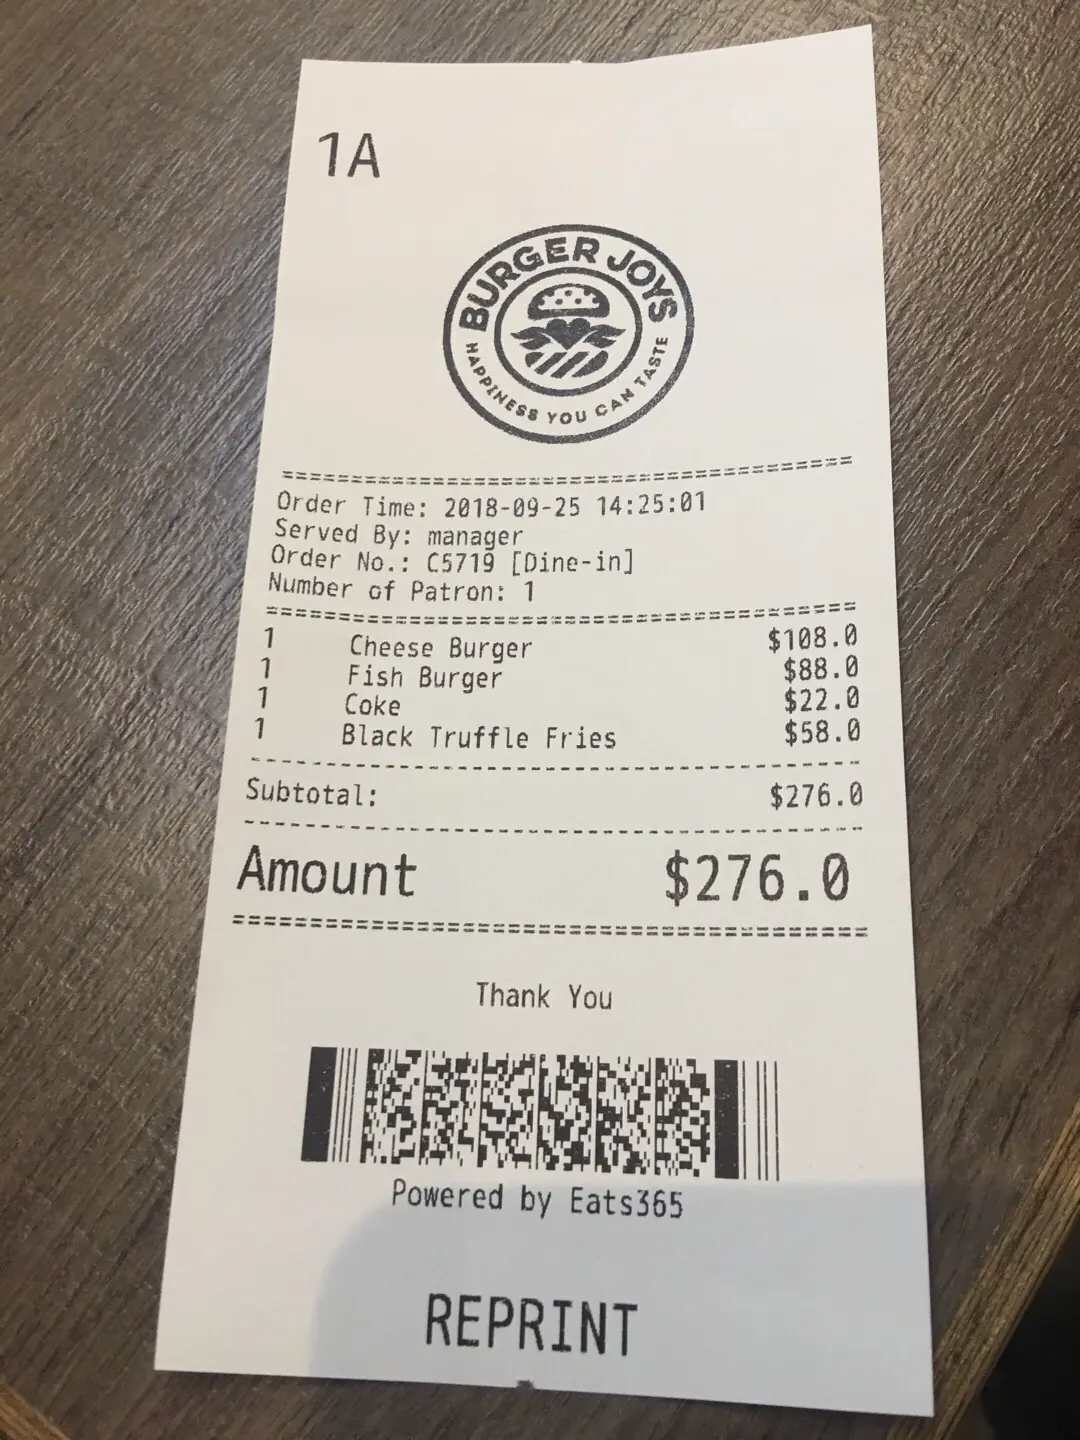 1A
BURGER JOYS
HAPPINESS YOU CAN TASTE
Order Time: 2018-09-25 14:25:01
Served By: manager
Order No.: C5719 [Dine-in]
Number of Patron: 1
1 Cheese Burger $108.0
1 Fish Burger $88.0
1 Coke $22.0
1 Black Truffle Fries $58.0
Subtotal: $276.0
Amount $276.0
Thank You
Powered by Eats365
REPRINT